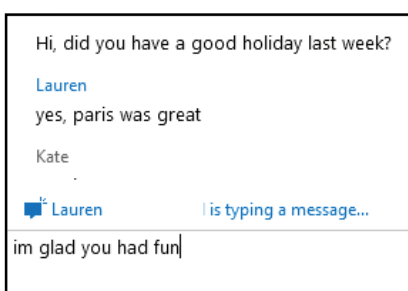 Hi, did you have a good holiday last week?
Lauren
yes, paris was great
Kate
Lauren is typing a message...
im glad you had fun